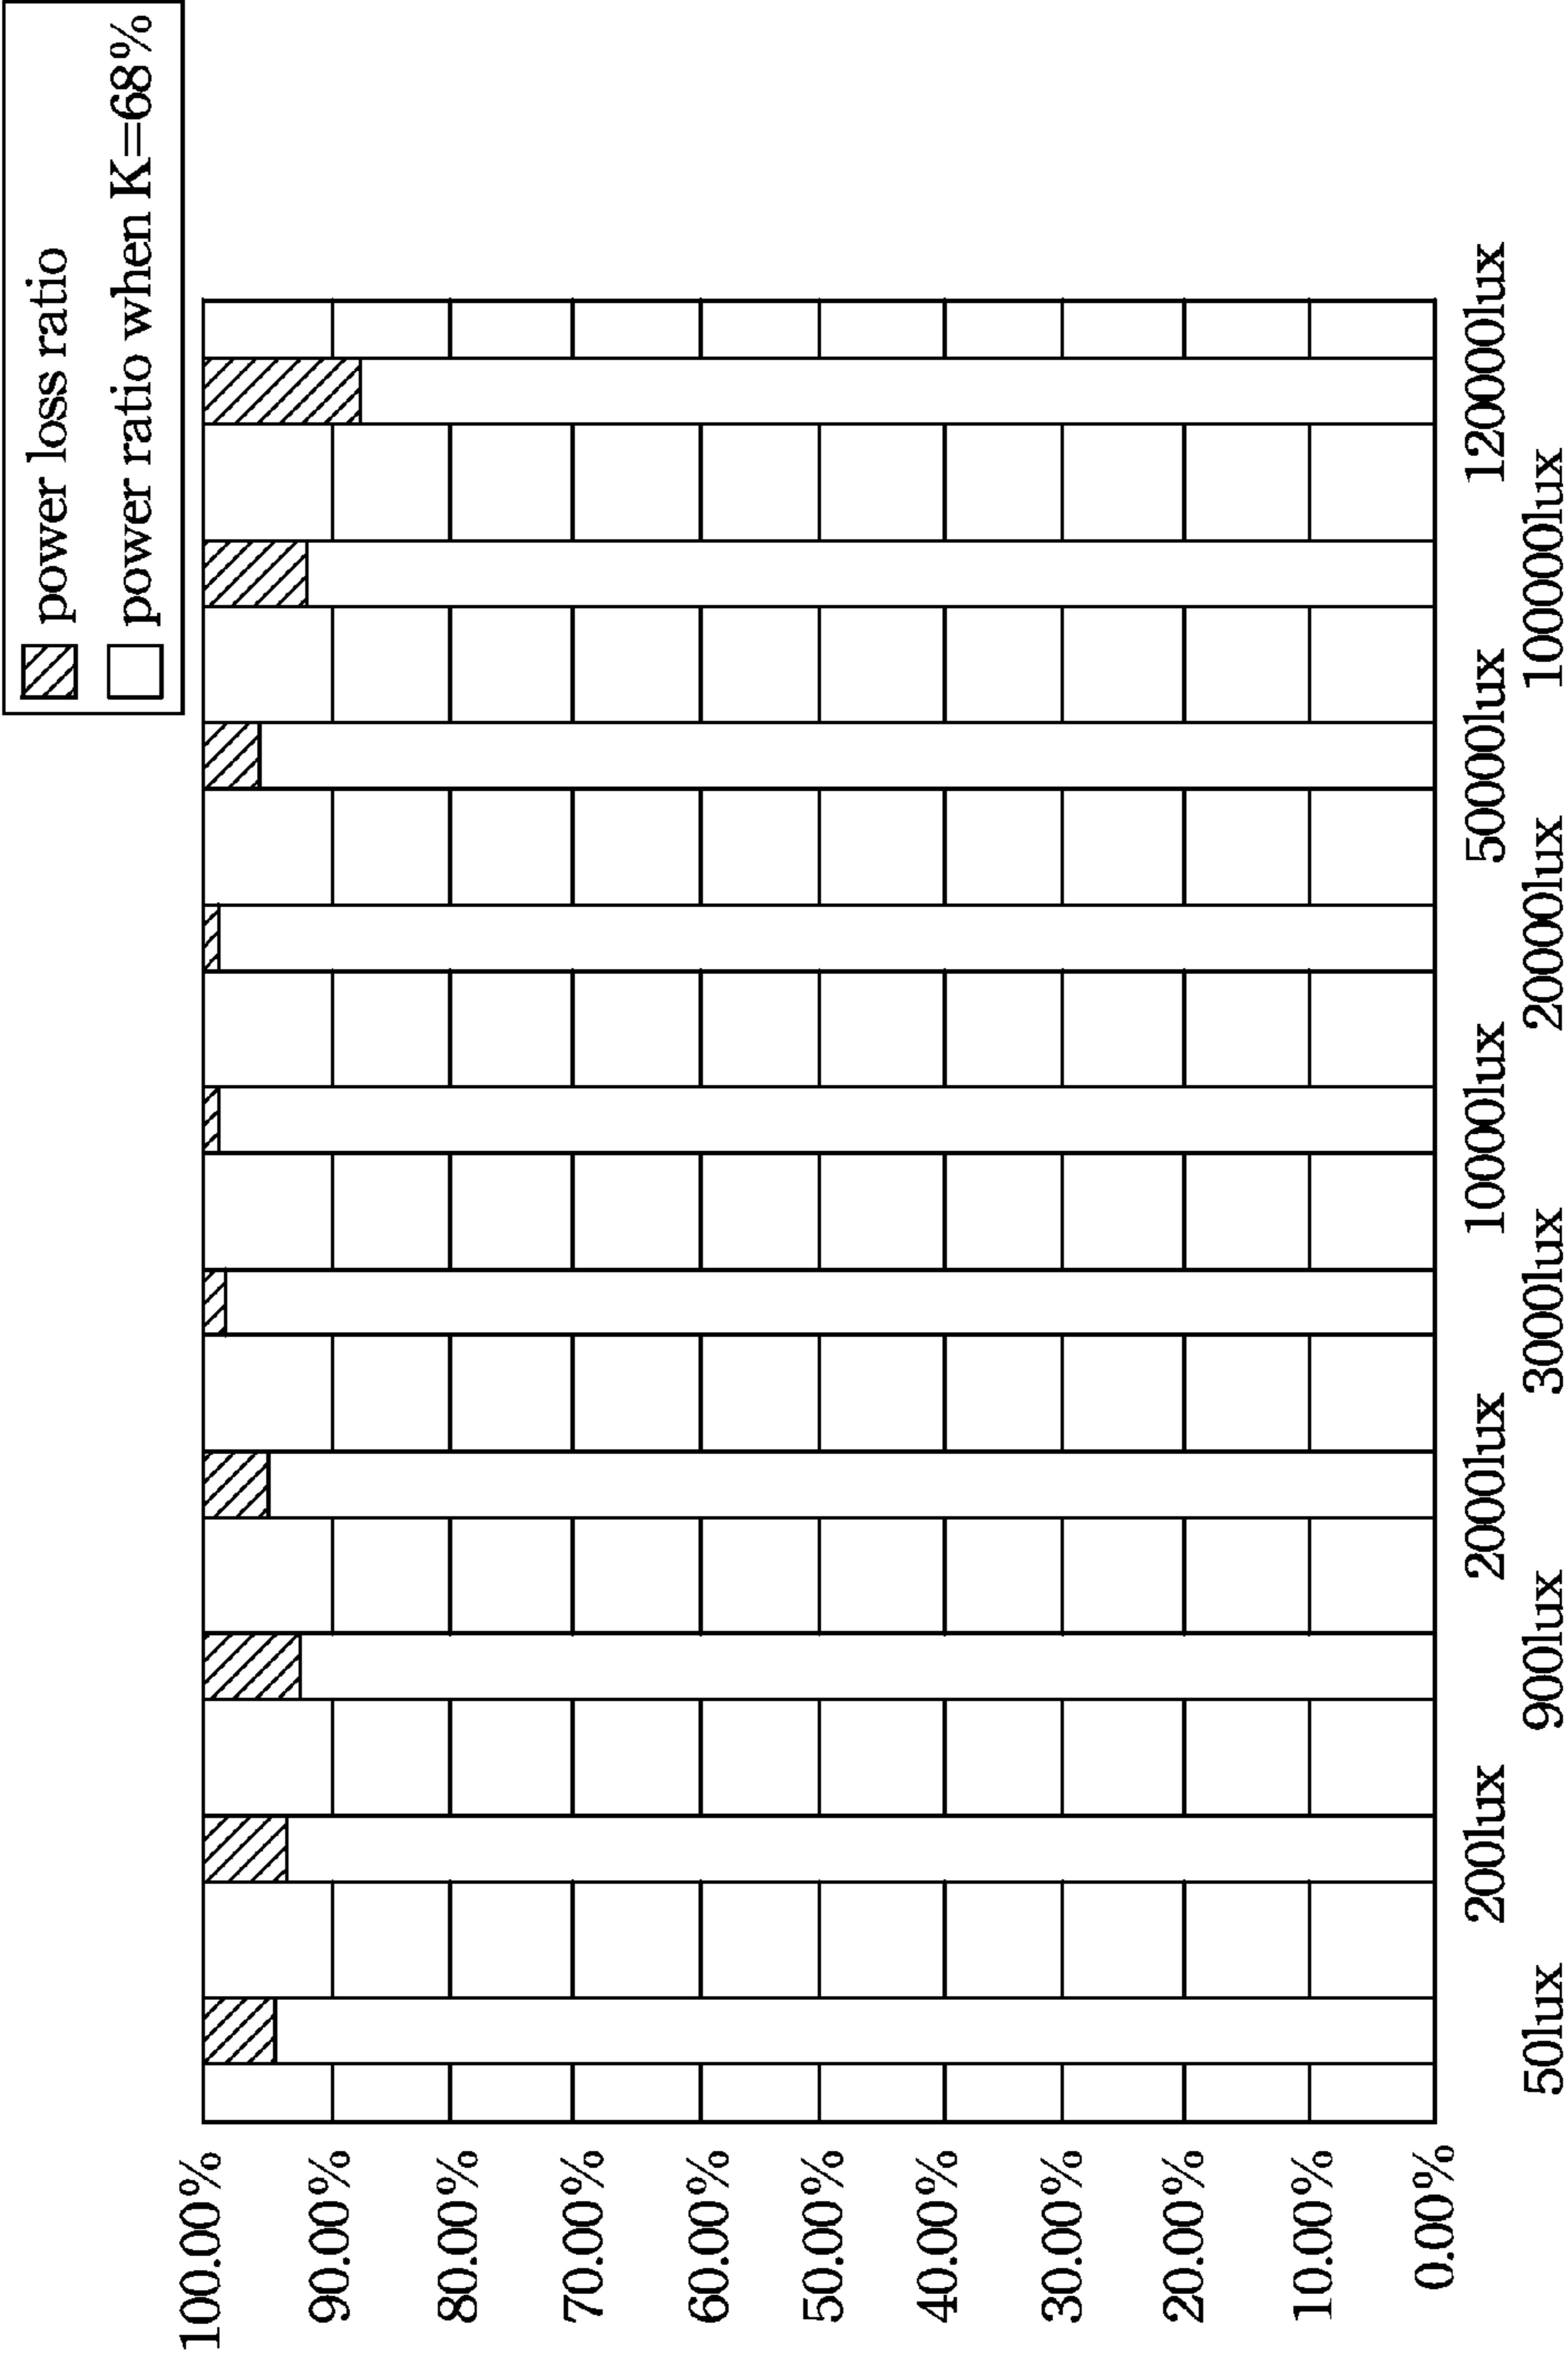 power loss ratio
power ratio when K=68%
100.00%
90.00%
80.00%
70.00%
60.00%
50.00%
40.00%
30.00%
20.00%
10.00%
0.00%
50lux
200lux
900lux
2000lux
3000lux
10000lux
20000lux
50000lux
100000lux
120000lux